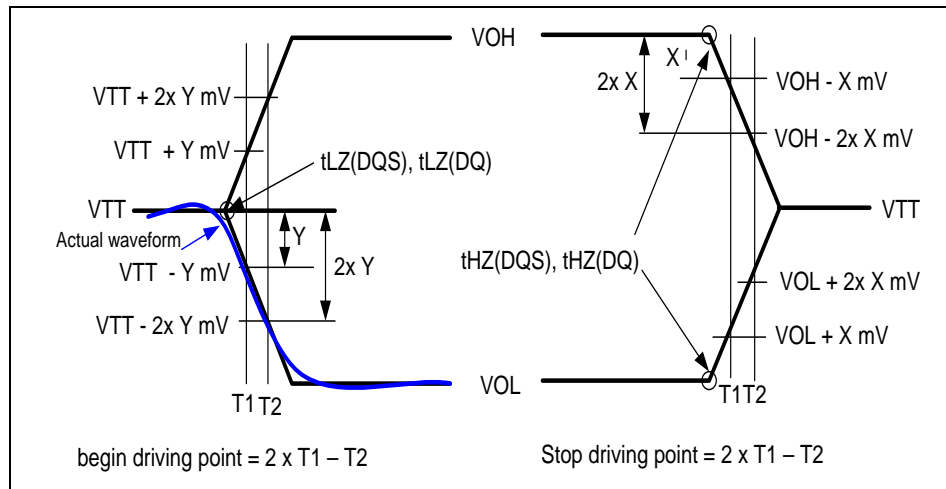 VOH
X
2x X
VOH - X mV
VTT + 2x Y mV
VOH - 2x X mV
VTT + Y mV
tLZ(DQS), tLZ(DQ)
VTT
VTT
Actual waveform
Y
VTT - Y mV
2x Y
tHZ(DQS), tHZ(DQ)
VOL + 2x X mV
VTT - 2x Y mV
VOL + X mV
VOL
T1 T2
T1 T2
begin driving point = 2 x T1 – T2
Stop driving point = 2 x T1 – T2